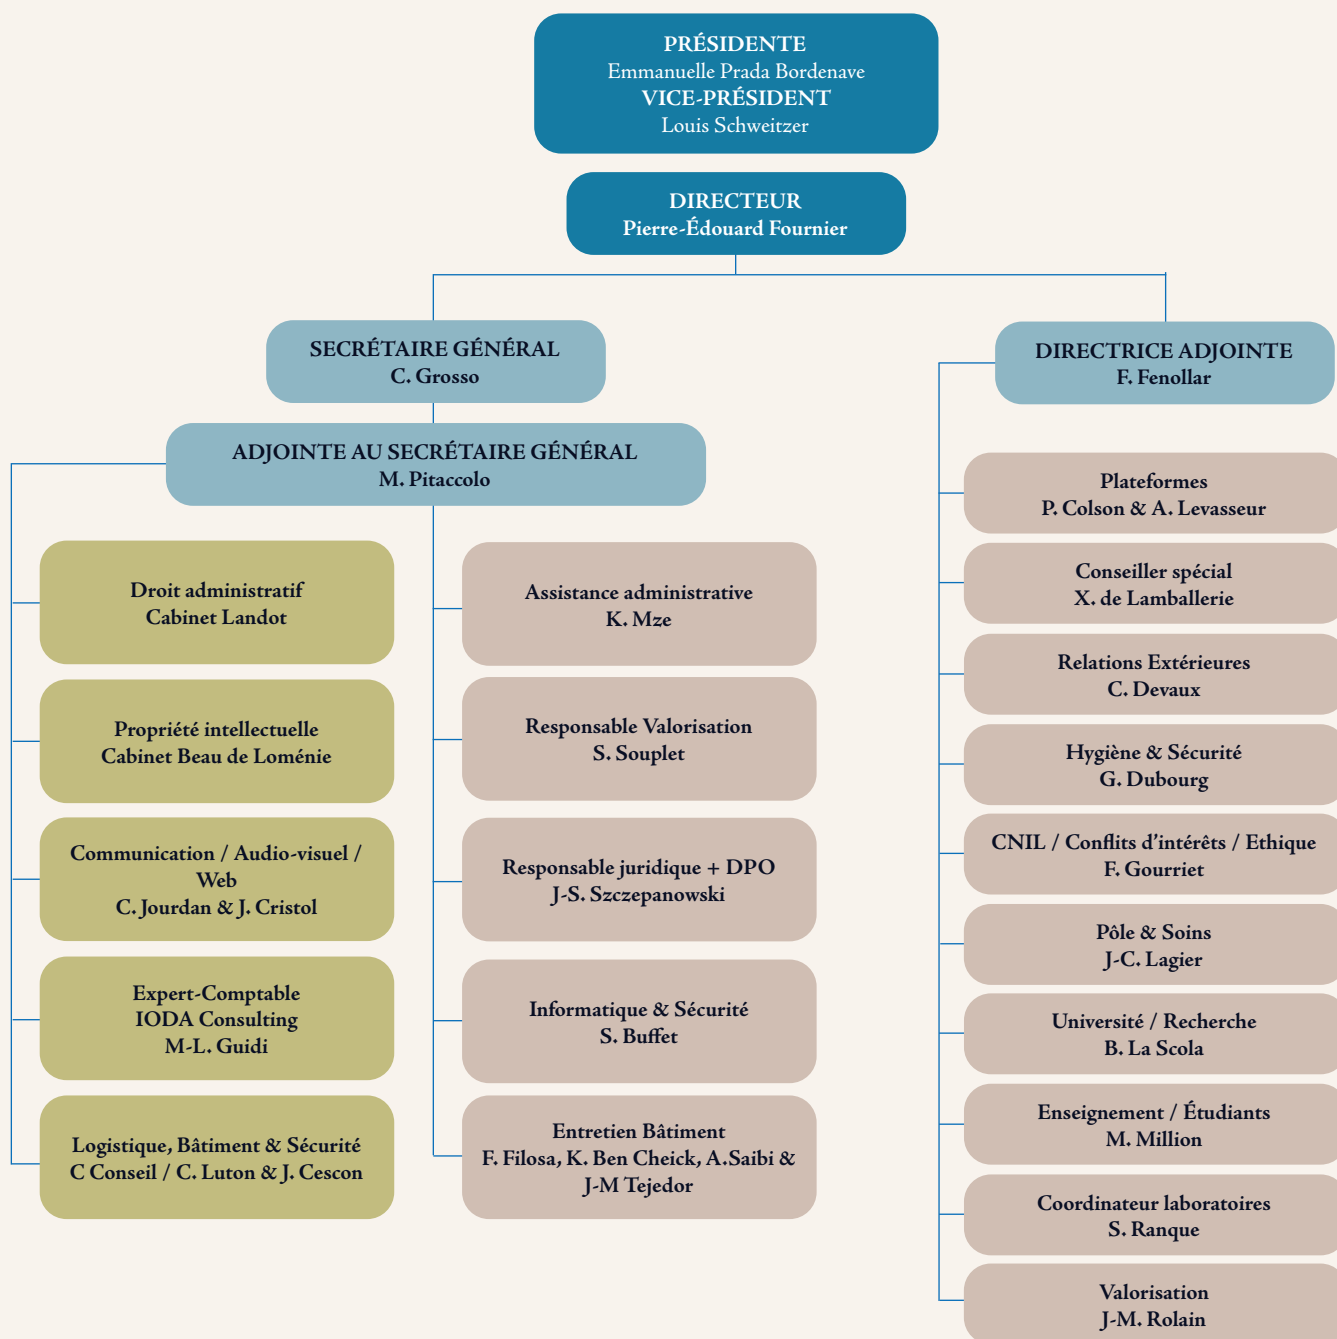 PRÉSIDENTE
Emmanuelle Prada Bordenave
VICE-PRÉSIDENT
Louis Schweitzer
DIRECTEUR
Pierre-Édouard Fournier
SECRÉTAIRE GÉNÉRAL
C. Grosso
ADJOINTE AU SECRÉTAIRE GÉNÉRAL
M. Pitaccolo
Droit administratif
Cabinet Landot
Propriété intellectuelle
Cabinet Beau de Loménie
Communication / Audio-visuel /
Web
C. Jourdan & J. Cristol
Expert-Comptable
IODA Consulting
M-L. Guidi
Logistique, Bâtiment & Sécurité
C Conseil / C. Luton & J. Cescon
Assistance administrative
K. Mze
Responsable Valorisation
S. Souplet
Responsable juridique + DPO
J-S. Szczepanowski
Informatique & Sécurité
S. Buffet
Entretien Bâtiment
F. Filosa, K. Ben Cheick, A.Saibi &
J-M Tejedor
DIRECTRICE ADJOINTE
F. Fenollar
Plateformes
P. Colson & A. Levasseur
Conseiller spécial
X. de Lamballerie
Relations Extérieures
C. Devaux
Hygiène & Sécurité
G. Dubourg
CNIL / Conflits d’intérêts / Ethique
F. Gourriet
Pôle & Soins
J-C. Lagier
Université / Recherche
B. La Scola
Enseignement / Étudiants
M. Million
Coordinateur laboratoires
S. Ranque
Valorisation
J-M. Rolain